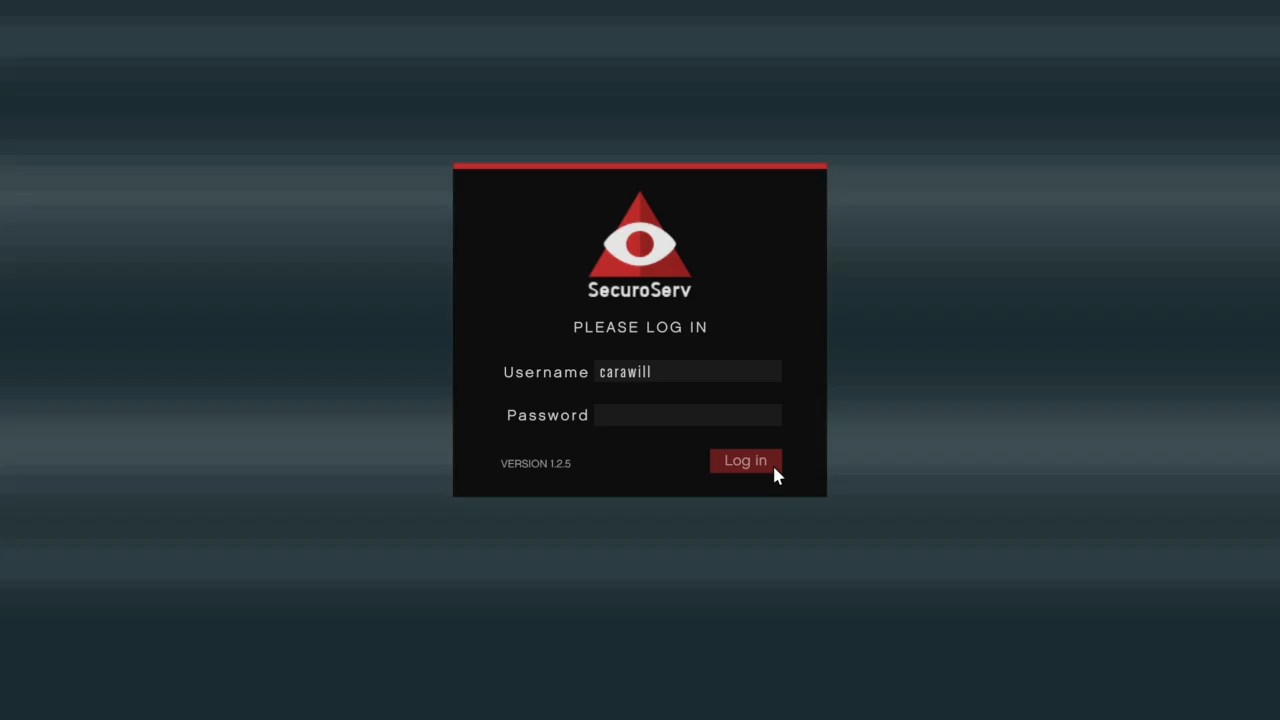 SecuroServ
PLEASE LOG IN
Username carawill
Password
VERSION 1.2.5 Log in